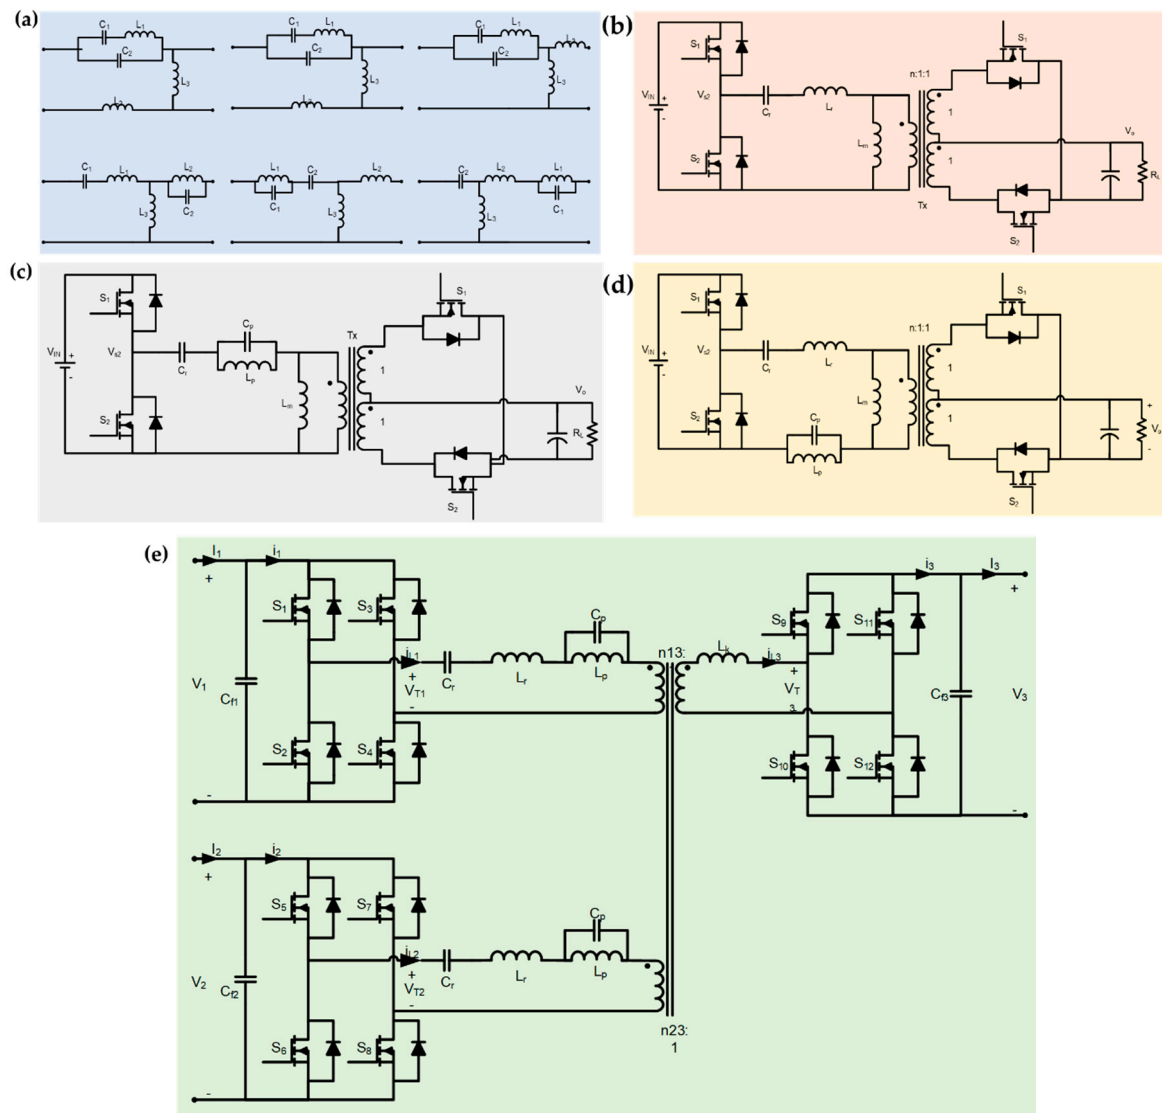 (a)
C1 L1
C2
L3
L2
C1 L1
C2
L3
L2
C1 L1
C2
L2
L3
C1 L1 L2
C2
L3
L1 C2 L2
C1
L3
C2 L2 L1
C1
L3
(b)
S1
S1
n:1:1
VIN + -
Vs2
Cr
Lr
Lm
1
1
Vo
RL
S2
Tx
S2
(c)
S1
S1
Cp
Tx
VIN + -
Vs2
Cr
Lp
Lm
1
1
Vo
RL
S2
S2
(d)
S1
S1
n:1:1
VIN + -
Vs2
Cr
Lr
Lm
1
1
+
Vo
-
S2
Cp
Lp
S2
(e)
I1 i1
+
S1 S3
V1
Cf1
iL1
+
VT1
-
Cr
Lr
Cp
Lp
S2 S4
-
n13:
Lk
iL3
+
VT
3
-
S9 S11
i3 I3
+
Cf3
V3
S10 S12
-
I2 i2
+
S5 S7
V2
Cf2
iL2
+
VT2
-
Cr
Lr
Cp
Lp
S6 S8
-
n23:
1